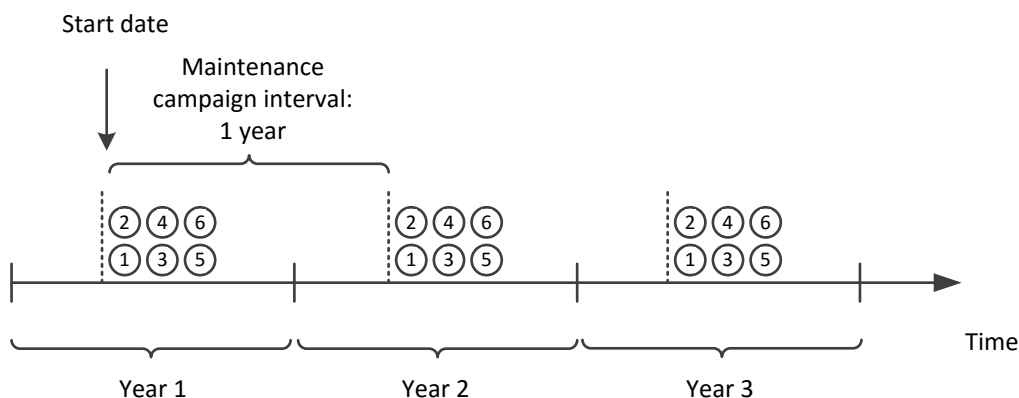 Start date
Maintenance
campaign interval:
1 year
2 4 6 2 4 6 2 4 6
1 3 5 1 3 5 1 3 5
Time
Year 1 Year 2 Year 3